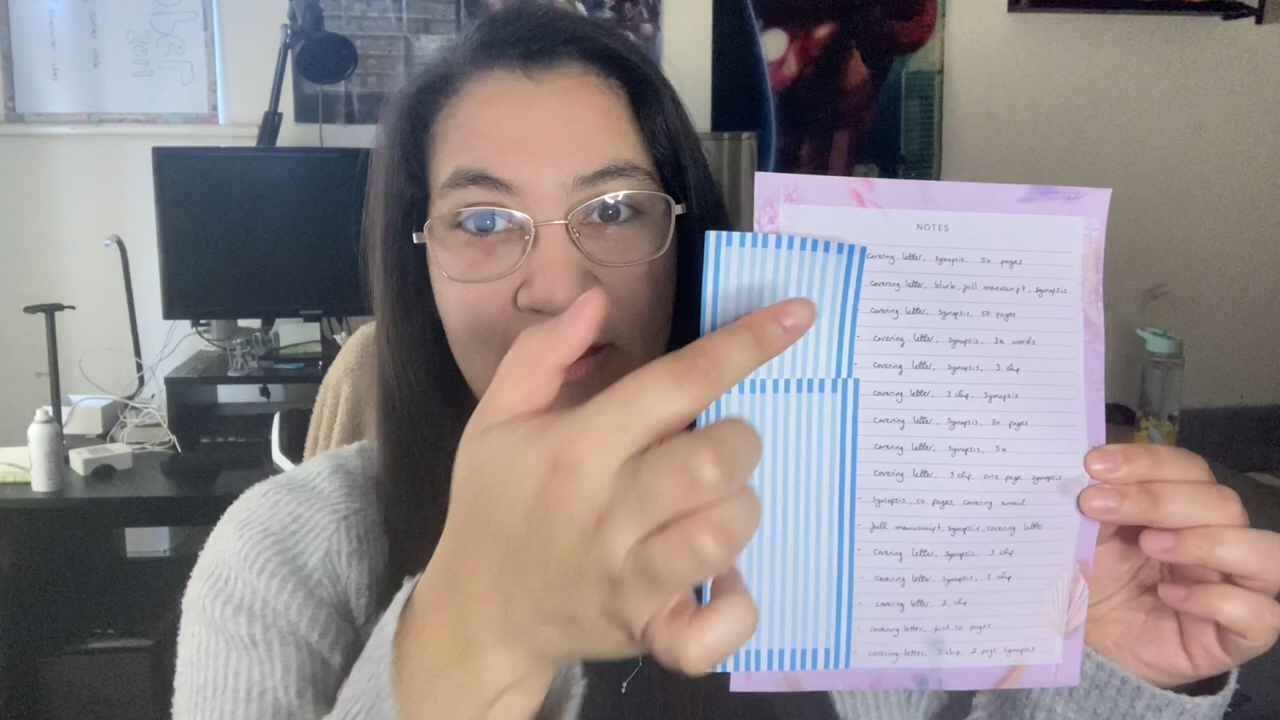 NOTES
covering letter, synopsis, 50 pages
covering letter, blurb, full manuscript, synopsis
covering letter, synopsis, 50 pages
- covering letter, synopsis, 3k words
- covering letter, synopsis, 3 chp
covering letter, 3 chp, synopsis
covering letter, synopsis, 30 pages
covering letter, synopsis, 5k
covering letter, 3 chp, one page synopsis
- synopsis, 50 pages, covering email
- full manuscript synopsis, covering letter
- covering letter, synopsis 3 chp
- covering letter, synopsis, 3 chp
- covering letter, 2 chp
- covering letter, first 10 pages
- covering letter, 3 chp, 2 page synopsis